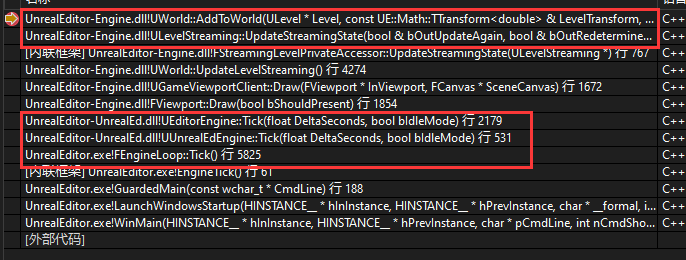 UnrealEditor-Engine.dll!UWorld::AddToWorld(ULevel * Level, const UE::Math::TTransform<double> & LevelTransform, ... C++
UnrealEditor-Engine.dll!ULevelStreaming::UpdateStreamingState(bool & bOutUpdateAgain, bool & bOutRedetermine... C++
[内联框架] UnrealEditor-Engine.dll!FStreamingLevelPrivateAccessor::UpdateStreamingState(ULevelStreaming *) 行 767 C++
UnrealEditor-Engine.dll!UWorld::UpdateLevelStreaming() 行 4274 C++
UnrealEditor-Engine.dll!UGameViewportClient::Draw(FViewport * InViewport, FCanvas * SceneCanvas) 行 1672 C++
UnrealEditor-Engine.dll!FViewport::Draw(bool bShouldPresent) 行 1854 C++
UnrealEditor-UnrealEd.dll!UEditorEngine::Tick(float DeltaSeconds, bool bIdleMode) 行 2179 C++
UnrealEditor-UnrealEd.dll!UUnrealEdEngine::Tick(float DeltaSeconds, bool bIdleMode) 行 531 C++
UnrealEditor.exe!FEngineLoop::Tick() 行 5825 C++
[内联框架] UnrealEditor.exe!EngineTick() 行 61 C++
UnrealEditor.exe!GuardedMain(const wchar_t * CmdLine) 行 188 C++
UnrealEditor.exe!LaunchWindowsStartup(HINSTANCE__ * hInInstance, HINSTANCE__ * hPrevInstance, char * __formal, i... C++
UnrealEditor.exe!WinMain(HINSTANCE__ * hInInstance, HINSTANCE__ * hPrevInstance, char * pCmdLine, int nCmdSho... C++
[外部代码]